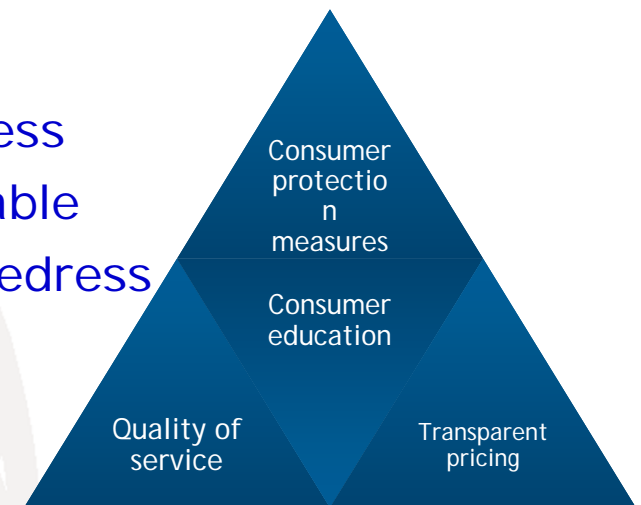 ess
able
edress
Consumer
protectio
n
measures
Consumer
education
Quality of
service
Transparent
pricing